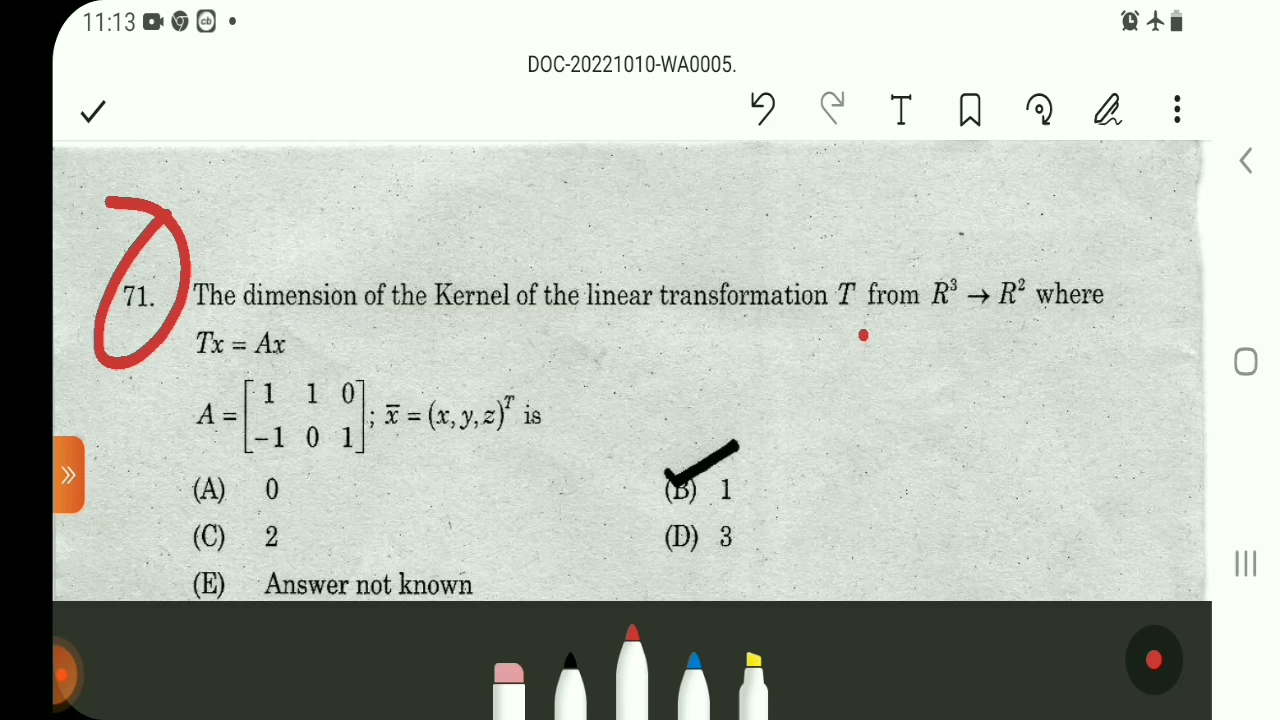 11:13
DOC-20221010-WA0005.
T
71. The dimension of the Kernel of the linear transformation T from R³ → R² where
Tx = Ax
A = [ 1 1 0
-1 0 1 ] ; x̅ = (x, y, z)ᵀ is
(A) 0 (B) 1
(C) 2 (D) 3
(E) Answer not known